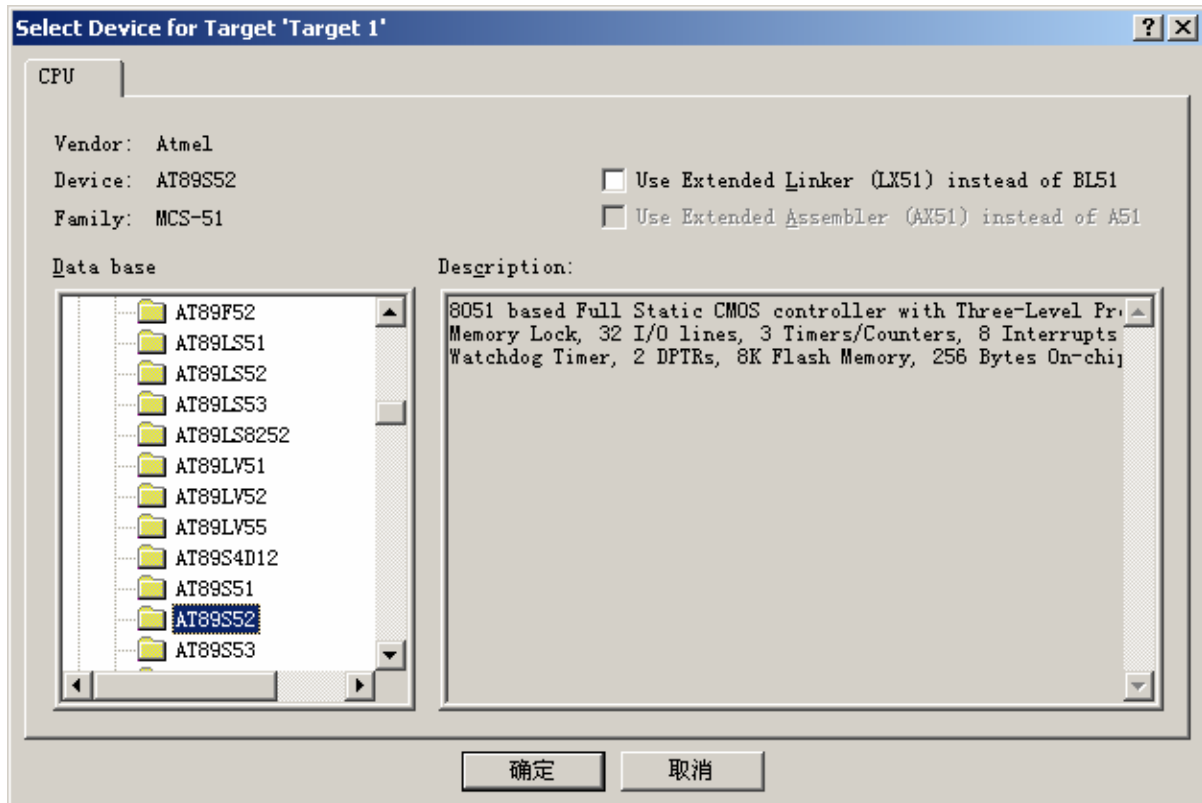 Select Device for Target 'Target 1'
CPU
Vendor: Atmel
Device: AT89S52
Family: MCS-51
Use Extended Linker (LX51) instead of BL51
Use Extended Assembler (AX51) instead of A51
Data base
AT89F52
AT89LS51
AT89LS52
AT89LS53
AT89LS8252
AT89LV51
AT89LV52
AT89LV55
AT89S4D12
AT89S51
AT89S52
AT89S53
Description:
8051 based Full Static CMOS controller with Three-Level
Memory Lock, 32 I/O lines, 3 Timers/Counters, 8 Interrupts
Watchdog Timer, 2 DPTRs, 8K Flash Memory, 256 Bytes
确定
取消